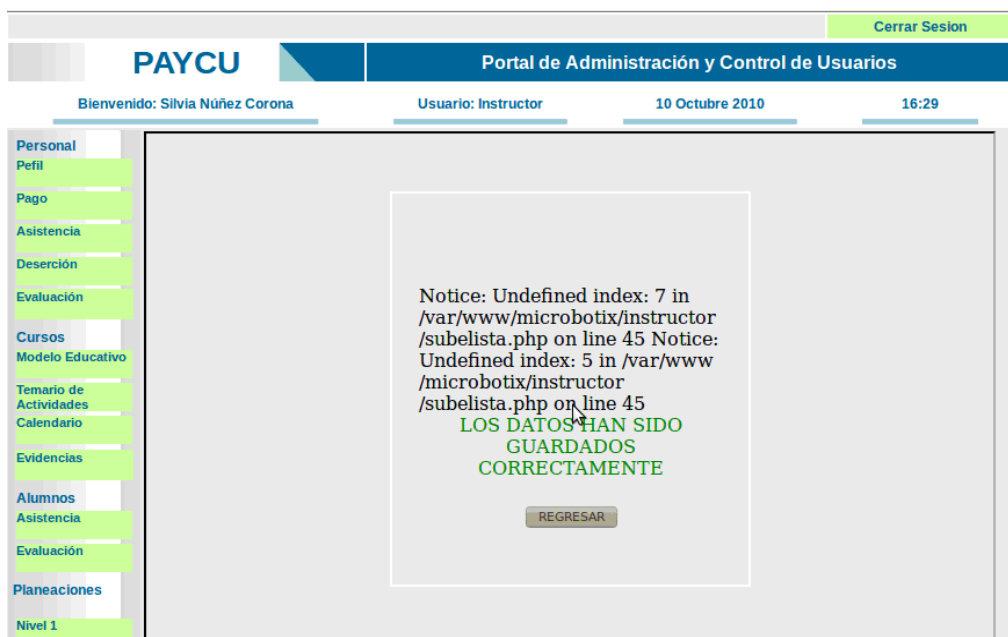 Cerrar Sesion
PAYCU
Portal de Administración y Control de Usuarios
Bienvenido: Silvia Núñez Corona
Usuario: Instructor
10 Octubre 2010
16:29
Personal
Pefil
Pago
Asistencia
Deserción
Evaluación
Cursos
Modelo Educativo
Temario de
Actividades
Calendario
Evidencias
Alumnos
Asistencia
Evaluación
Planeaciones
Nivel 1
Notice: Undefined index: 7 in
/var/www/microbotix/instructor
/subelista.php on line 45 Notice:
Undefined index: 5 in /var/www
/microbotix/instructor
/subelista.php on line 45
LOS DATOS HAN SIDO
GUARDADOS
CORRECTAMENTE
REGRESAR